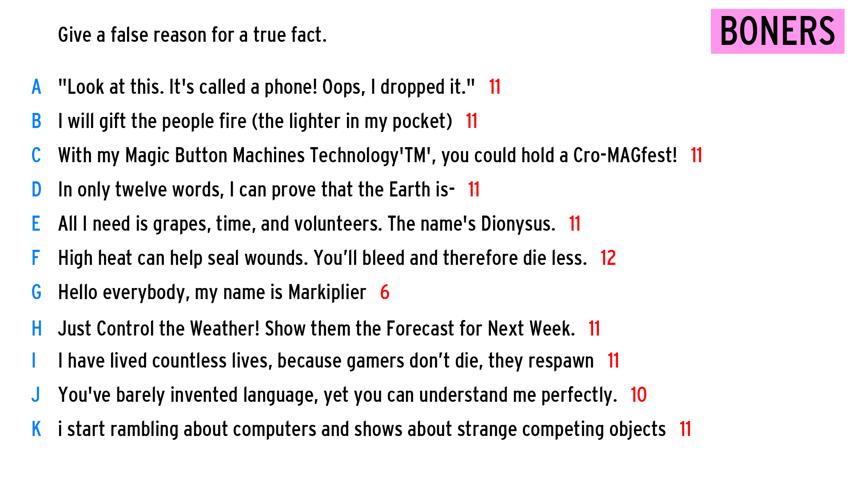 Give a false reason for a true fact.
BONERS
A "Look at this. It's called a phone! Oops, I dropped it." 11
B I will gift the people fire (the lighter in my pocket) 11
C With my Magic Button Machines Technology'TM', you could hold a Cro-MAGfest! 11
D In only twelve words, I can prove that the Earth is- 11
E All I need is grapes, time, and volunteers. The name's Dionysus. 11
F High heat can help seal wounds. You’ll bleed and therefore die less. 12
G Hello everybody, my name is Markiplier 6
H Just Control the Weather! Show them the Forecast for Next Week. 11
I I have lived countless lives, because gamers don’t die, they respawn 11
J You've barely invented language, yet you can understand me perfectly. 10
K i start rambling about computers and shows about strange competing objects 11